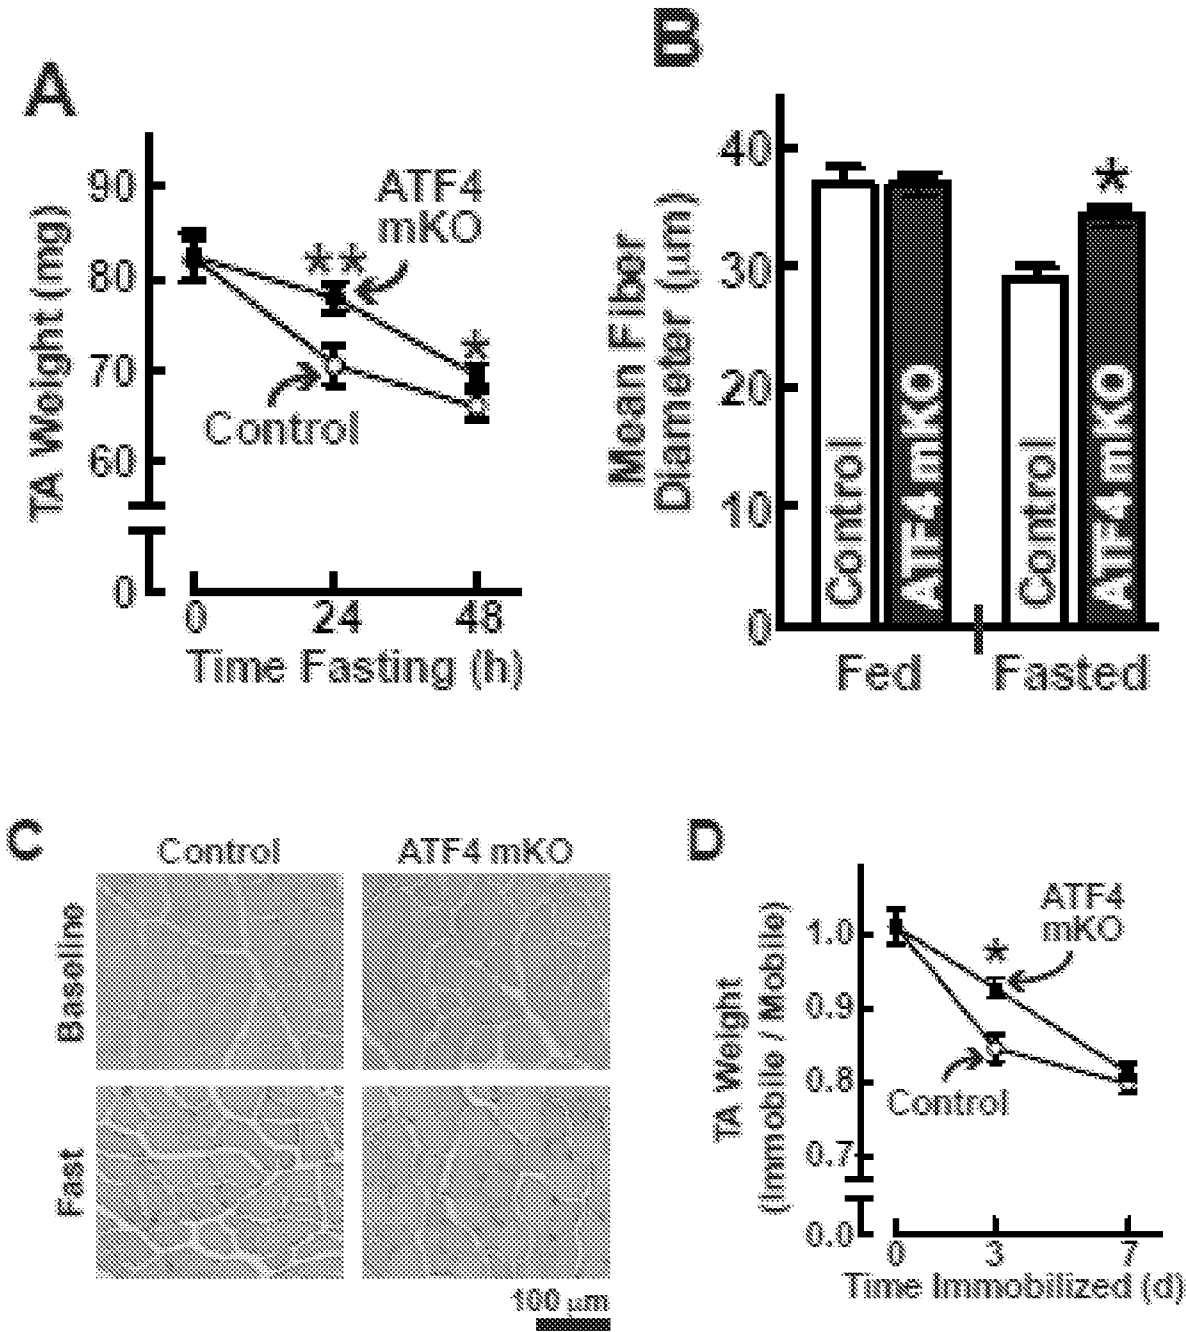 A
TA Weight (mg)
90
80
70
60
0
ATF4
mKO
**
*
Control
0 24 48
Time Fasting (h)
B
Mean Fiber
Diameter (μm)
40
30
20
10
0
*
Control
ATF4 mKO
Control
ATF4 mKO
Fed Fasted
C
Control ATF4 mKO
Baseline
Fast
100 μm
D
TA Weight
(Immobile / Mobile)
1.0
0.9
0.8
0.7
0.0
ATF4
mKO
*
Control
0 3 7
Time Immobilized (d)